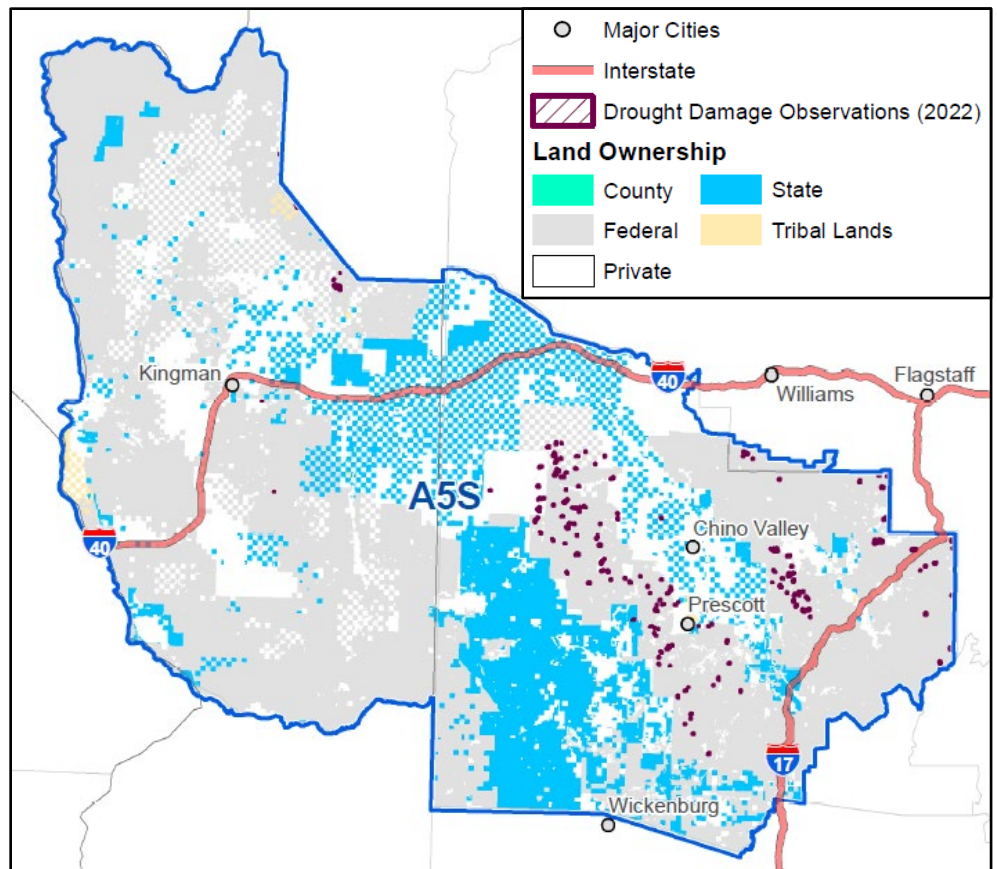 Major Cities
Interstate
Drought Damage Observations (2022)
Land Ownership
County
State
Federal
Tribal Lands
Private
Kingman
40
Williams
Flagstaff
A5S
40
Chino Valley
Prescott
17
Wickenburg